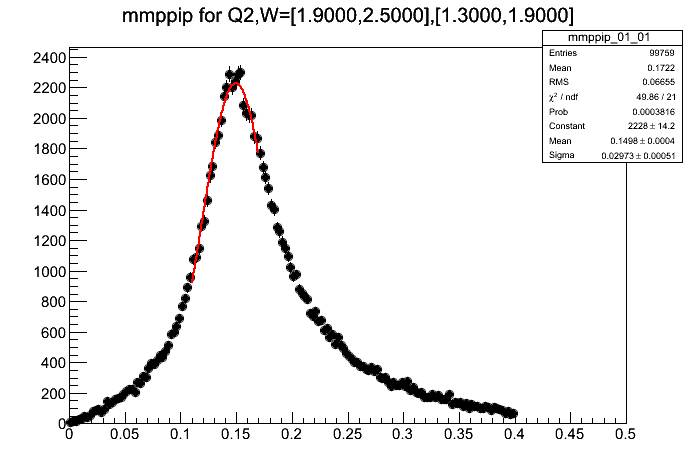 mmppip for Q2,W=[1.9000,2.5000],[1.3000,1.9000]
mmppip_01_01
Entries 99759
Mean 0.1722
RMS 0.06655
χ² / ndf 49.86 / 21
Prob 0.0003816
Constant 2228 ± 14.2
Mean 0.1498 ± 0.0004
Sigma 0.02973 ± 0.00051
2400
2200
2000
1800
1600
1400
1200
1000
800
600
400
200
0
0 0.05 0.1 0.15 0.2 0.25 0.3 0.35 0.4 0.45 0.5